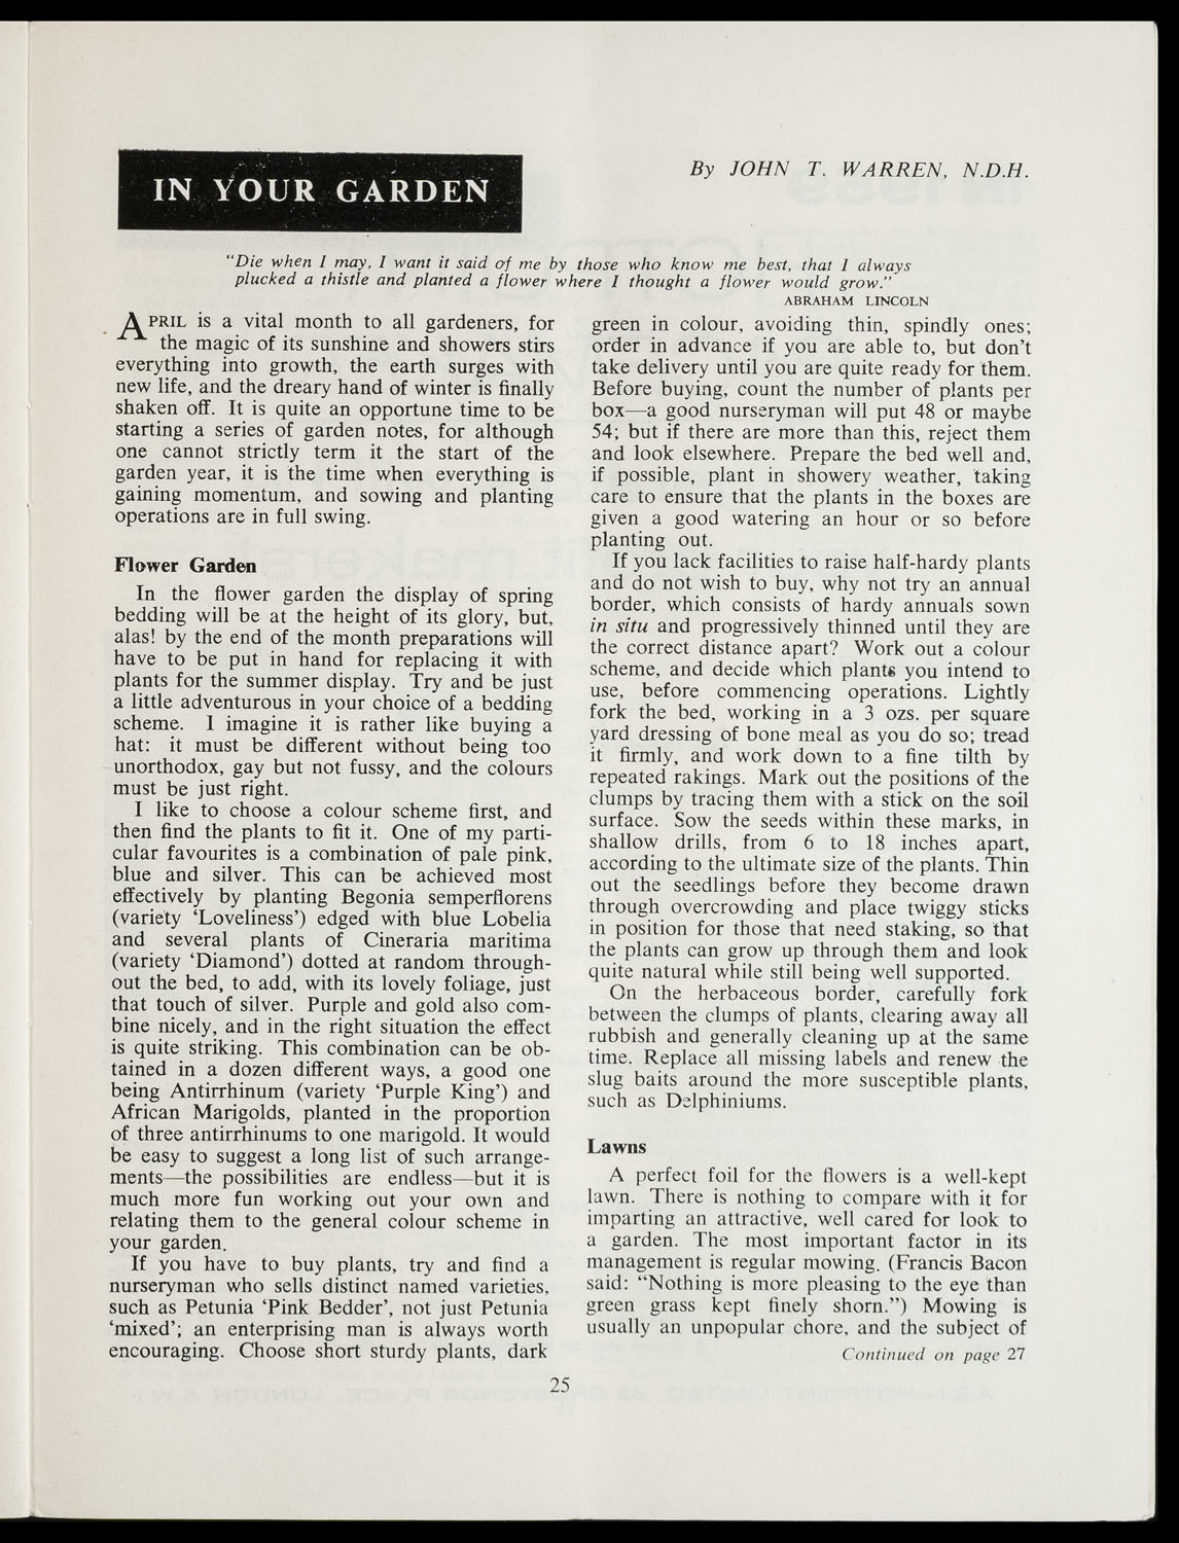 IN YOUR GARDEN
By JOHN T. WARREN, N.D.H.
"Die when I may, I want it said of me by those who know me best, that I always
plucked a thistle and planted a flower where I thought a flower would grow."
ABRAHAM LINCOLN
APRIL is a vital month to all gardeners, for
the magic of its sunshine and showers stirs
everything into growth, the earth surges with
new life, and the dreary hand of winter is finally
shaken off. It is quite an opportune time to be
starting a series of garden notes, for although
one cannot strictly term it the start of the
garden year, it is the time when everything is
gaining momentum, and sowing and planting
operations are in full swing.
Flower Garden
In the flower garden the display of spring
bedding will be at the height of its glory, but,
alas! by the end of the month preparations will
have to be put in hand for replacing it with
plants for the summer display. Try and be just
a little adventurous in your choice of a bedding
scheme. I imagine it is rather like buying a
hat: it must be different without being too
unorthodox, gay but not fussy, and the colours
must be just right.
I like to choose a colour scheme first, and
then find the plants to fit it. One of my parti-
cular favourites is a combination of pale pink,
blue and silver. This can be achieved most
effectively by planting Begonia semperflorens
(variety 'Loveliness') edged with blue Lobelia
and several plants of Cineraria maritima
(variety 'Diamond') dotted at random through-
out the bed, to add, with its lovely foliage, just
that touch of silver. Purple and gold also com-
bine nicely, and in the right situation the effect
is quite striking. This combination can be ob-
tained in a dozen different ways, a good one
being Antirrhinum (variety 'Purple King') and
African Marigolds, planted in the proportion
of three antirrhinums to one marigold. It would
be easy to suggest a long list of such arrange-
ments—the possibilities are endless—but it is
much more fun working out your own and
relating them to the general colour scheme in
your garden.
If you have to buy plants, try and find a
nurseryman who sells distinct named varieties,
such as Petunia 'Pink Bedder', not just Petunia
'mixed'; an enterprising man is always worth
encouraging. Choose short sturdy plants, dark
green in colour, avoiding thin, spindly ones;
order in advance if you are able to, but don't
take delivery until you are quite ready for them.
Before buying, count the number of plants per
box—a good nurseryman will put 48 or maybe
54; but if there are more than this, reject them
and look elsewhere. Prepare the bed well and,
if possible, plant in showery weather, taking
care to ensure that the plants in the boxes are
given a good watering an hour or so before
planting out.
If you lack facilities to raise half-hardy plants
and do not wish to buy, why not try an annual
border, which consists of hardy annuals sown
in situ and progressively thinned until they are
the correct distance apart? Work out a colour
scheme, and decide which plants you intend to
use, before commencing operations. Lightly
fork the bed, working in a 3 ozs. per square
yard dressing of bone meal as you do so; tread
it firmly, and work down to a fine tilth by
repeated rakings. Mark out the positions of the
clumps by tracing them with a stick on the soil
surface. Sow the seeds within these marks, in
shallow drills, from 6 to 18 inches apart,
according to the ultimate size of the plants. Thin
out the seedlings before they become drawn
through overcrowding and place twiggy sticks
in position for those that need staking, so that
the plants can grow up through them and look
quite natural while still being well supported.
On the herbaceous border, carefully fork
between the clumps of plants, clearing away all
rubbish and generally cleaning up at the same
time. Replace all missing labels and renew the
slug baits around the more susceptible plants,
such as Delphiniums.
Lawns
A perfect foil for the flowers is a well-kept
lawn. There is nothing to compare with it for
imparting an attractive, well cared for look to
a garden. The most important factor in its
management is regular mowing. (Francis Bacon
said: "Nothing is more pleasing to the eye than
green grass kept finely shorn.") Mowing is
usually an unpopular chore, and the subject of
Continued on page 27
25